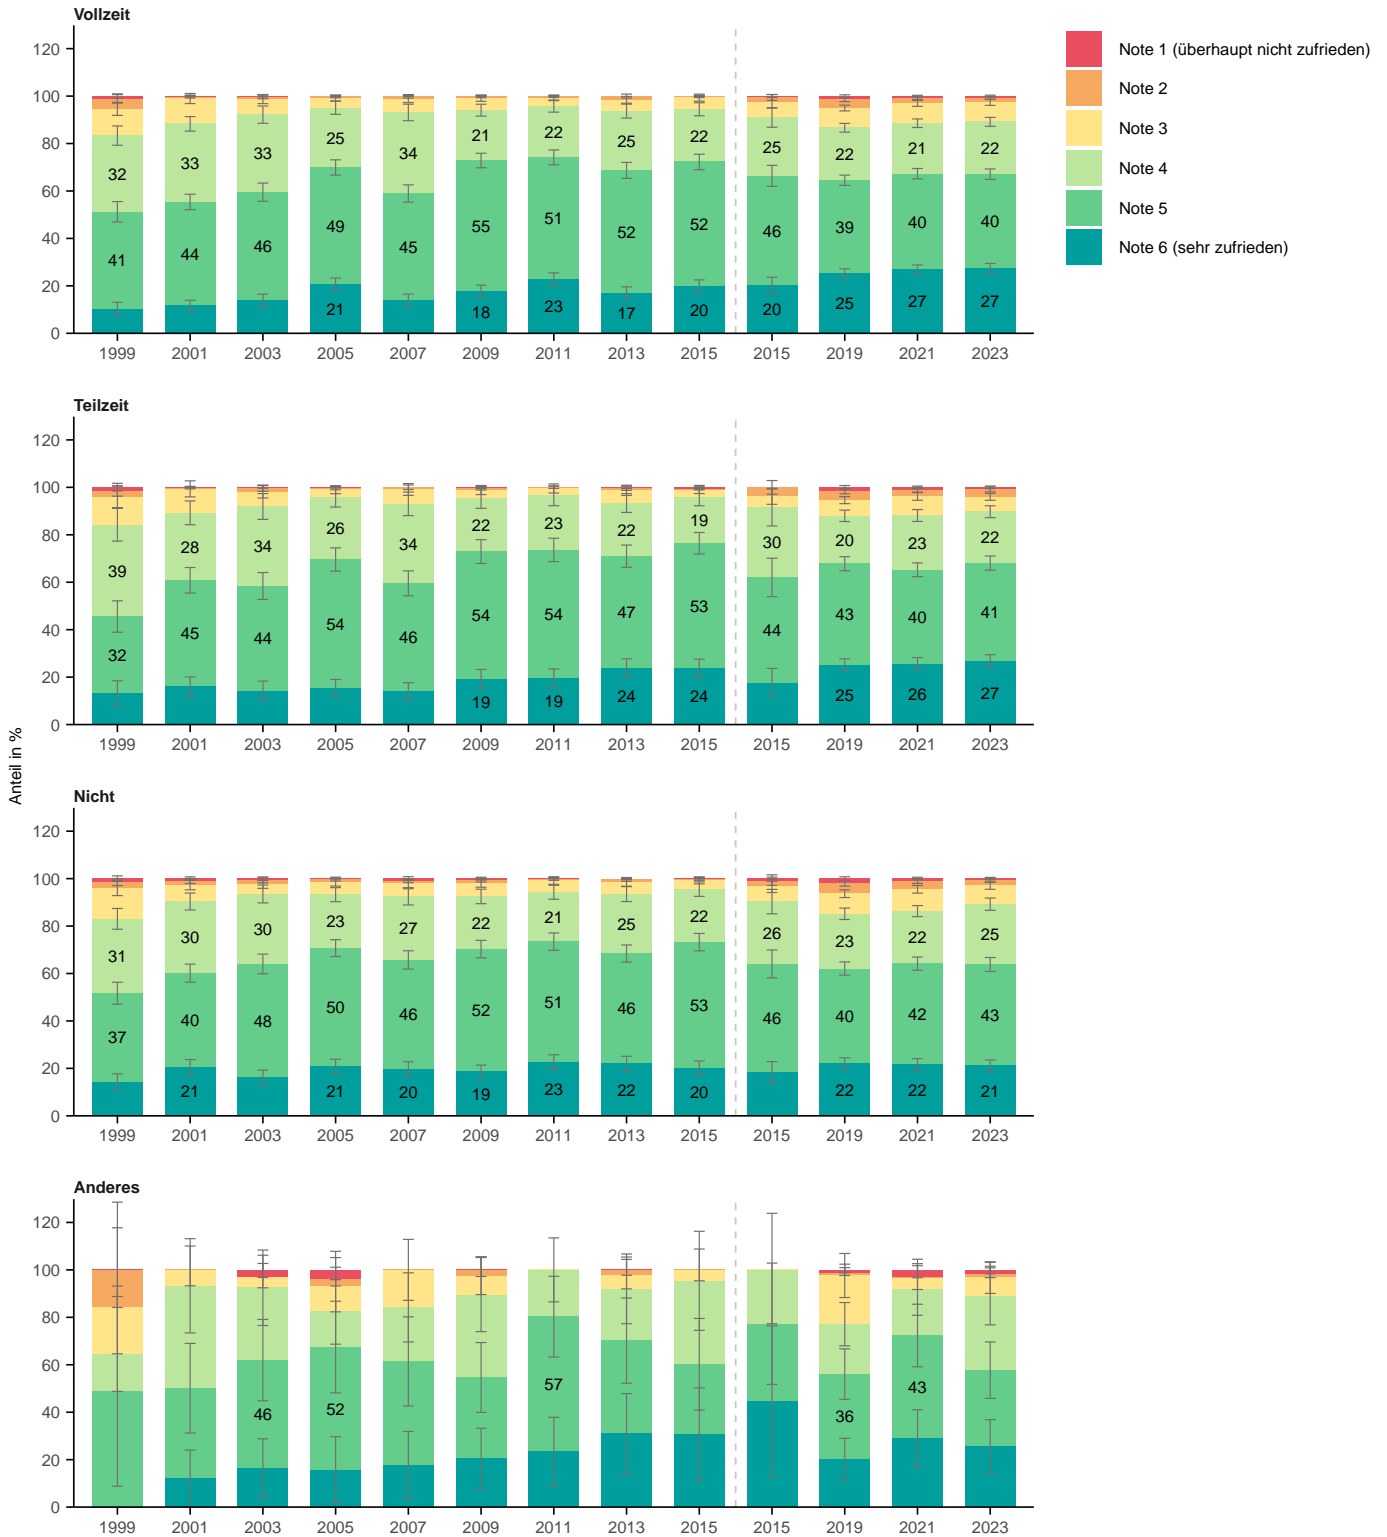 Vollzeit
Note 1 (überhaupt nicht zufrieden)
Note 2
Note 3
Note 4
Note 5
Note 6 (sehr zufrieden)
120
100
80
60
40
20
0
32 33 33 25 34 21 22 25 22 25 22 21 22
41 44 46 49 45 55 51 52 52 46 39 40 40
21 18 23 17 20 20 25 27 27
1999 2001 2003 2005 2007 2009 2011 2013 2015 2015 2019 2021 2023
Teilzeit
120
100
80
60
40
20
0
39 28 34 26 34 22 23 22 19 30 20 23 22
32 45 44 54 46 54 54 47 53 44 43 40 41
19 19 24 24 25 26 27
1999 2001 2003 2005 2007 2009 2011 2013 2015 2015 2019 2021 2023
Anteil in %
Nicht
120
100
80
60
40
20
0
31 30 30 23 27 22 21 25 22 26 23 22 25
37 40 48 50 46 52 51 46 53 46 40 42 43
21 21 20 19 23 22 20 22 22 21
1999 2001 2003 2005 2007 2009 2011 2013 2015 2015 2019 2021 2023
Anderes
120
100
80
60
40
20
0
46 52 57 36 43
1999 2001 2003 2005 2007 2009 2011 2013 2015 2015 2019 2021 2023